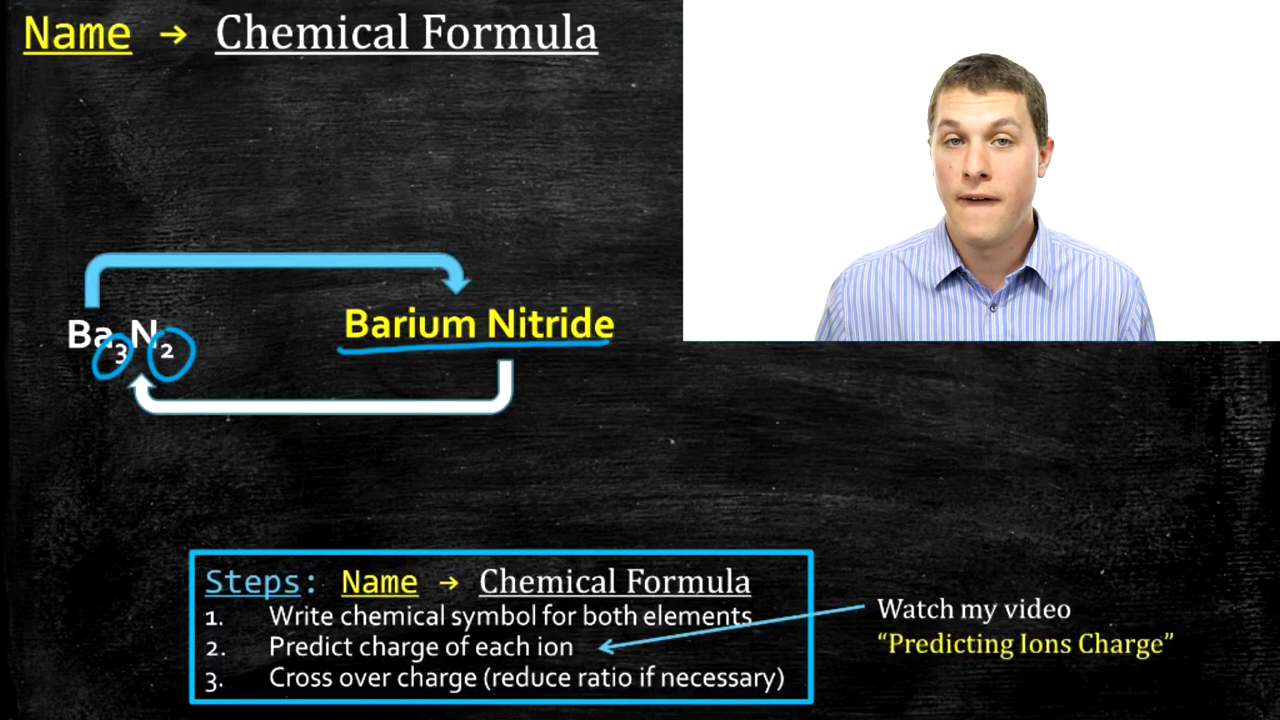 Name → Chemical Formula
Ba₃N₂
Barium Nitride
Steps: Name → Chemical Formula
1. Write chemical symbol for both elements
2. Predict charge of each ion
3. Cross over charge (reduce ratio if necessary)
Watch my video
“Predicting Ions Charge”